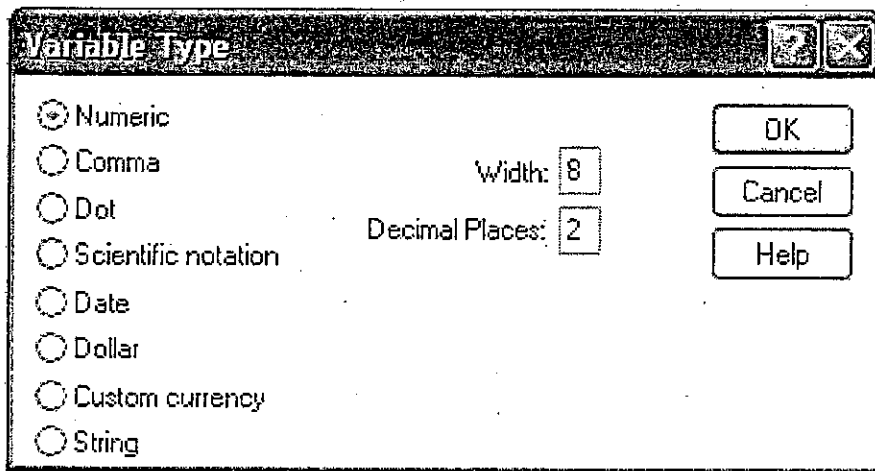 Variable Type
Numeric
Comma
Dot
Scientific notation
Date
Dollar
Custom currency
String
Width: 8
Decimal Places: 2
OK
Cancel
Help